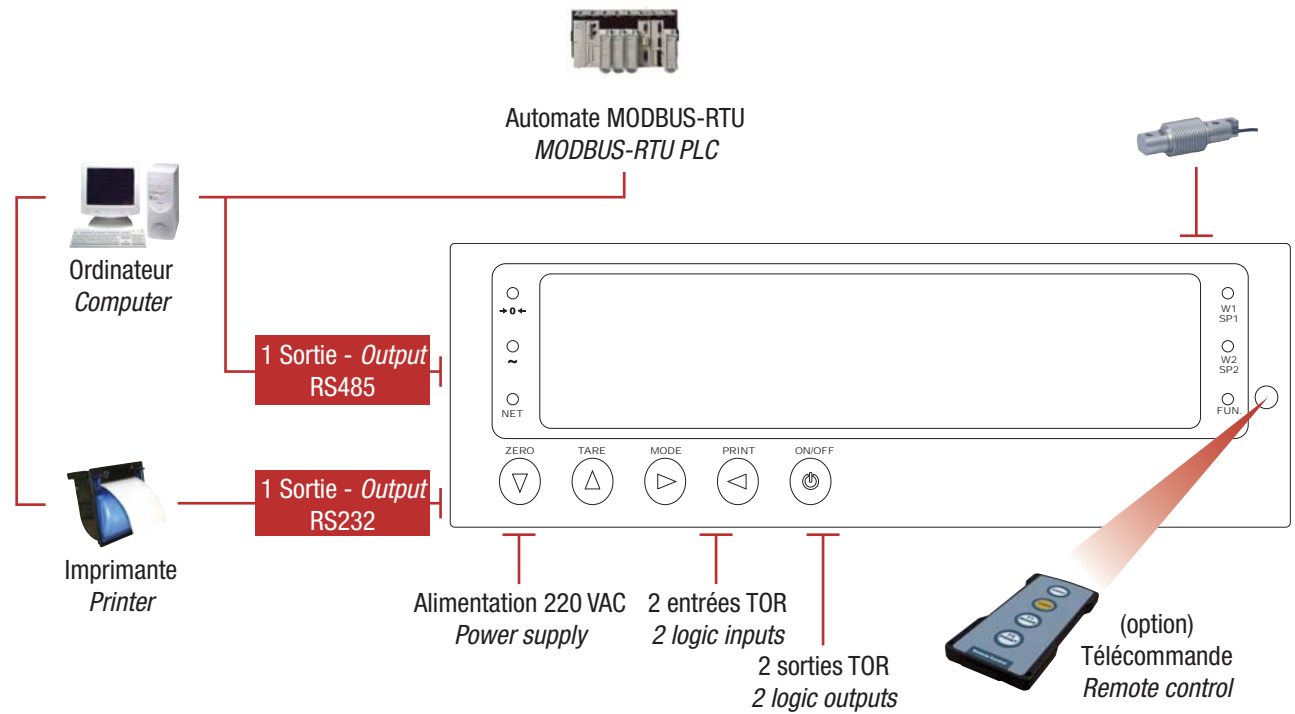 Automate MODBUS-RTU
MODBUS-RTU PLC
Ordinateur
Computer
1 Sortie - Output
RS485
1 Sortie - Output
RS232
Imprimante
Printer
→0←
~
NET
W1
SP1
W2
SP2
FUN.
ZERO
TARE
MODE
PRINT
ON/OFF
Alimentation 220 VAC
Power supply
2 entrées TOR
2 logic inputs
2 sorties TOR
2 logic outputs
(option)
Télécommande
Remote control